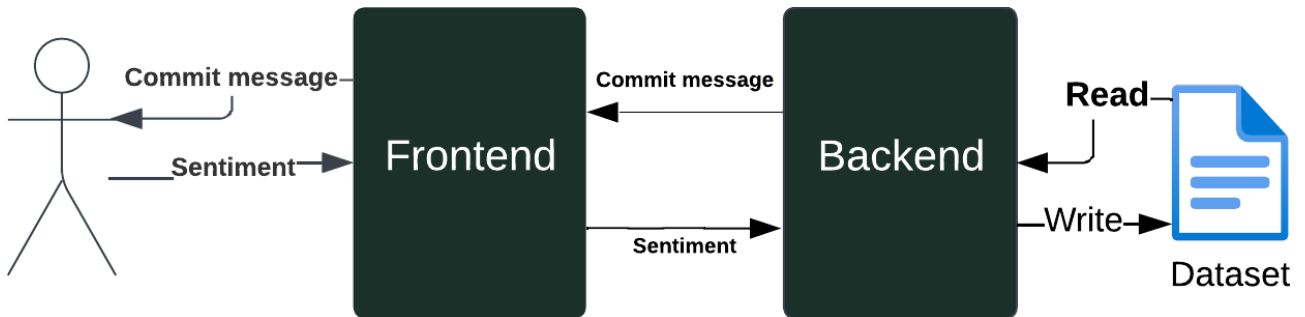 Commit message
Sentiment
Frontend
Commit message
Sentiment
Backend
Read
Write
Dataset